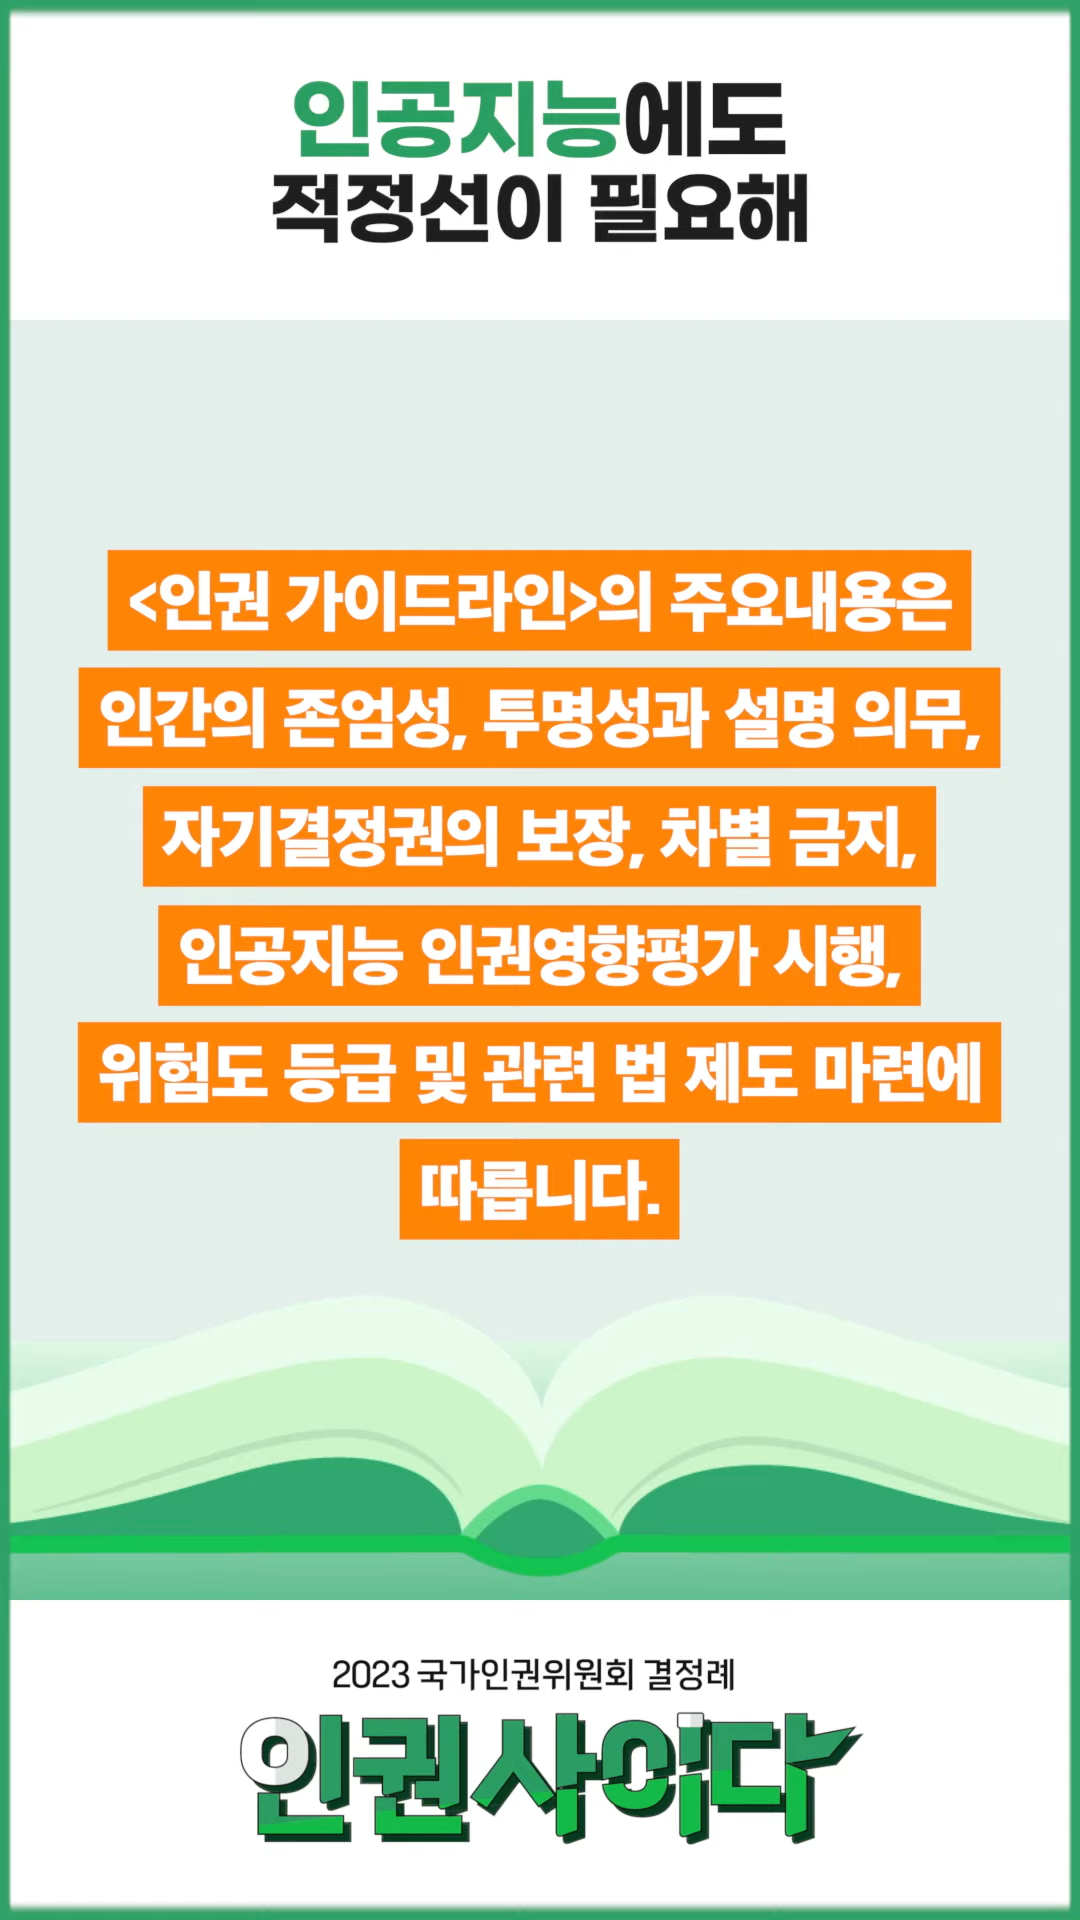 인공지능에도
적정선이 필요해
<인권 가이드라인>의 주요내용은
인간의 존엄성, 투명성과 설명 의무,
자기결정권의 보장, 차별 금지,
인공지능 인권영향평가 시행,
위험도 등급 및 관련 법 제도 마련에
따릅니다.
2023 국가인권위원회 결정례
인권사이다